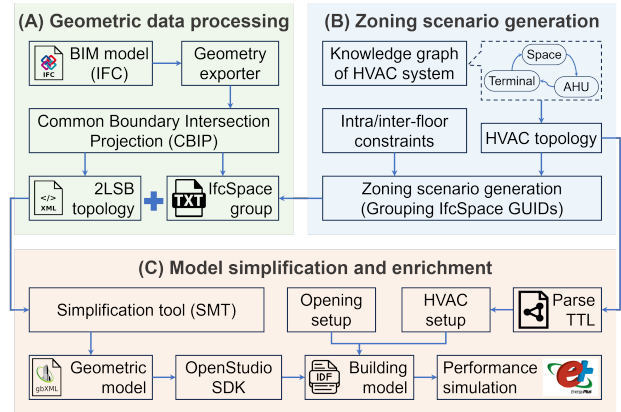 (A) Geometric data processing
BIM model
(IFC)
IFC
Geometry
exporter
Common Boundary Intersection
Projection (CBIP)
</>
XML
2LSB
topology
TXT
IfcSpace
group
(B) Zoning scenario generation
Knowledge graph
of HVAC system
Space
Terminal
AHU
Intra/inter-floor
constraints
HVAC topology
Zoning scenario generation
(Grouping IfcSpace GUIDs)
(C) Model simplification and enrichment
Simplification tool (SMT)
Opening
setup
HVAC
setup
Parse
TTL
gbXML
Geometric
model
OpenStudio
SDK
IDF
Building
model
Performance
simulation
e+
EnergyPlus